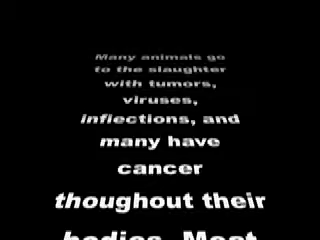 Many animals go
to the slaughter
with tumors,
viruses,
inflections, and
many have
cancer
thoughout their
bodies. Meat